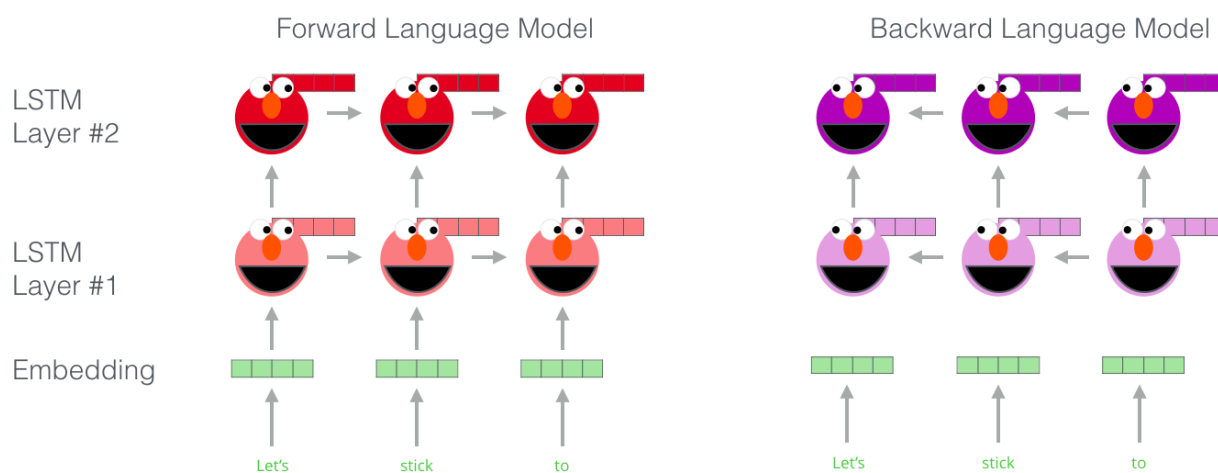 Forward Language Model
Backward Language Model
LSTM
Layer #2
LSTM
Layer #1
Embedding
Let's
stick
to
Let's
stick
to